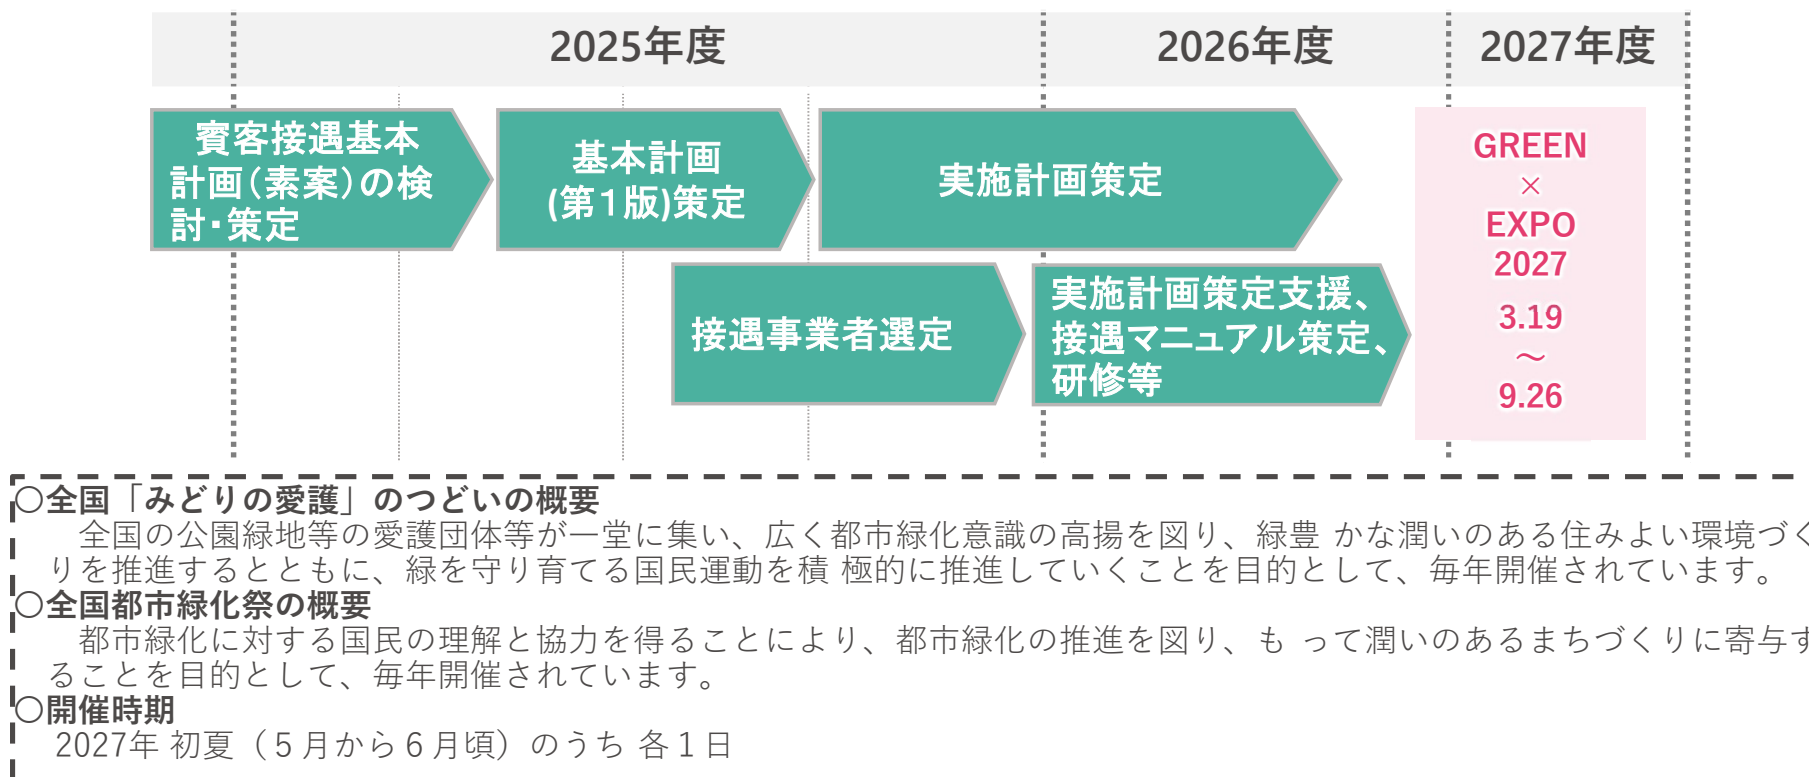 2025年度
2026年度
2027年度
賓客接遇基本
計画(素案)の検
討・策定
基本計画
(第1版)策定
実施計画策定
接遇事業者選定
実施計画策定支援、
接遇マニュアル策定、
研修等
GREEN
×
EXPO
2027
3.19
～
9.26
○全国「みどりの愛護」のつどいの概要
全国の公園緑地等の愛護団体等が一堂に集い、広く都市緑化意識の高揚を図り、緑豊 かな潤いのある住みよい環境づく
りを推進するとともに、緑を守り育てる国民運動を積 極的に推進していくことを目的として、毎年開催されています。
○全国都市緑化祭の概要
都市緑化に対する国民の理解と協力を得ることにより、都市緑化の推進を図り、も って潤いのあるまちづくりに寄与す
ることを目的として、毎年開催されています。
○開催時期
2027年 初夏（５月から６月頃）のうち 各１日